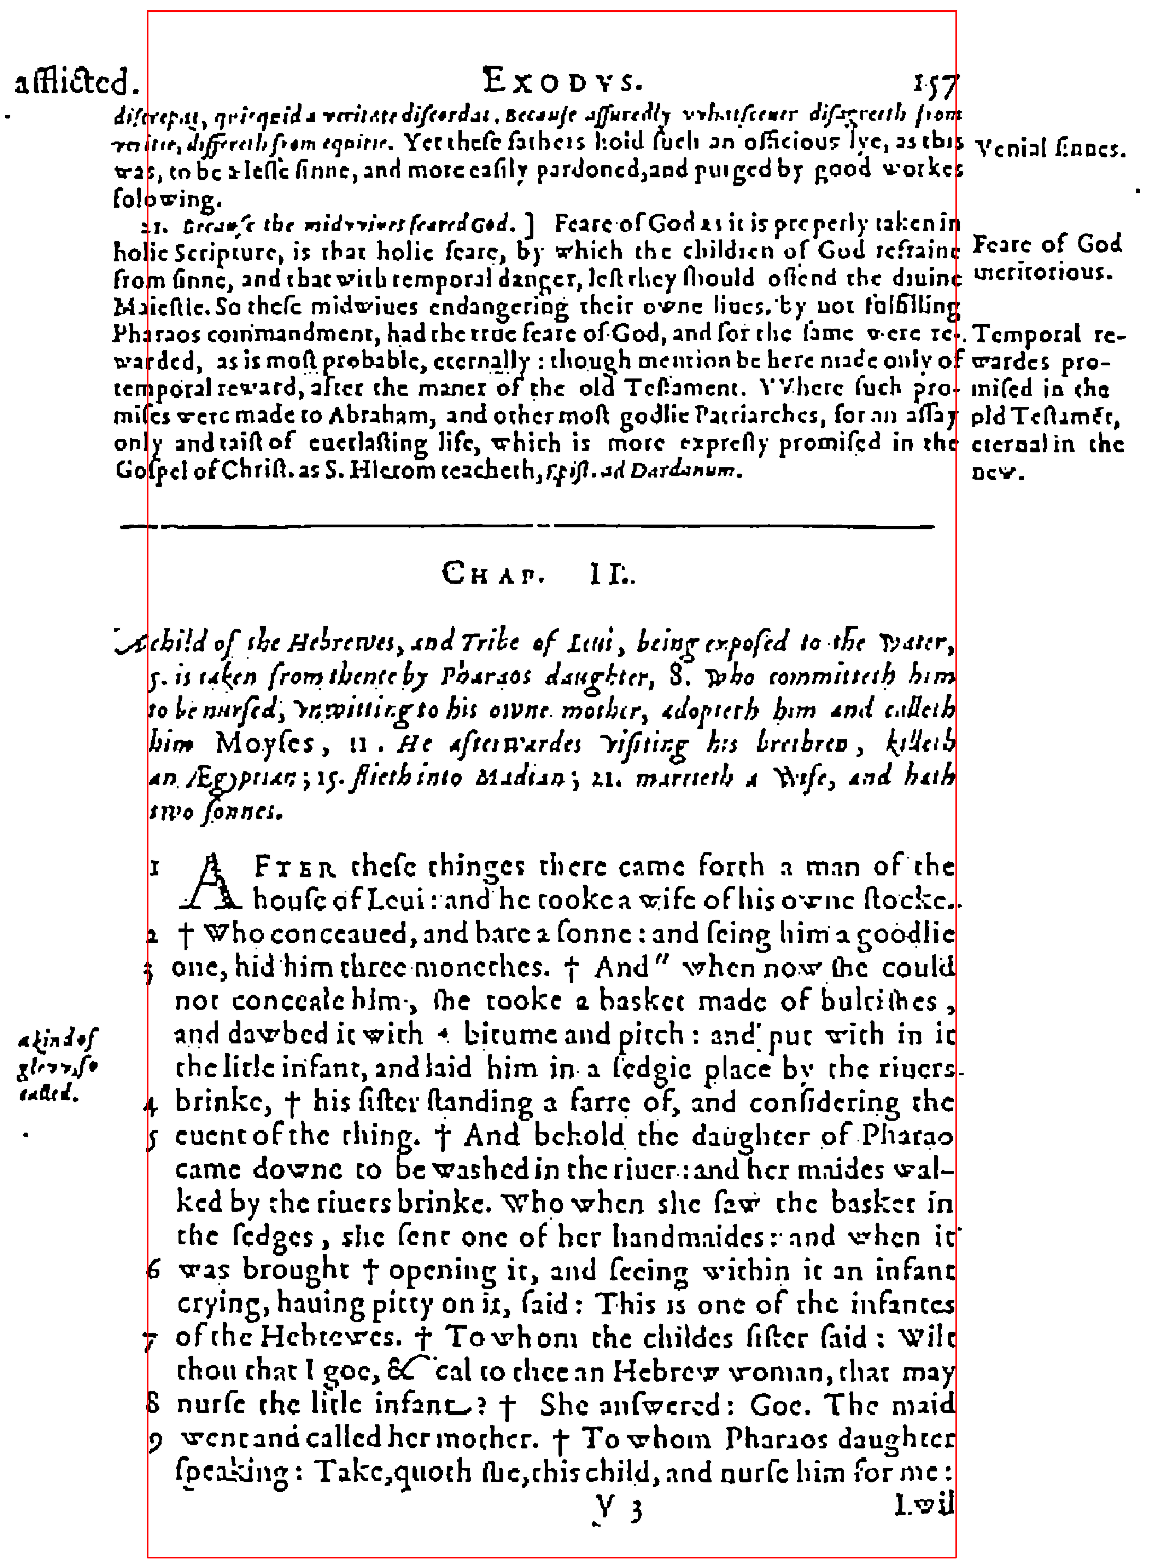 afflicted. EXODVS. 157
discrepat, quicquid a veritate discordat. Because assuredly vvhatsoeuer disagreeth from
veritie, differeth from equitie. Yet these fathers hold such an officious lye, as this
was, to be a lesse sinne, and more easily pardoned, and purged by good workes
folowing.
Venial sinnes.
21. Because the midvviues feared God.] Feare of God as it is properly taken in
holie Scripture, is that holie feare, by which the children of God refraine
from sinne, and that with temporal danger, lest they should offend the diuine
Maiestie. So these midwiues endangering their owne liues, by not fulfilling
Pharaos commandment, had the true feare of God, and for the same were re-
warded, as is most probable, eternally: though mention be here made only of
temporal reward, after the maner of the old Testament. VVhere such pro-
mises were made to Abraham, and other most godlie Patriarches, for an assay
only and taist of euerlasting life, which is more expresly promised in the
Gospel of Christ. as S. Hierom teacheth, Epist. ad Dardanum.
Feare of God
meritorious.
Temporal re-
wardes pro-
mised in the
old Testamēt,
eternal in the
new.
CHAP. II.
A child of the Hebrewes, and Tribe of Leui, being exposed to the water,
5. is taken from thence by Pharaos daughter, 8. Who committeth him
to be nursed, vnwitting to his owne mother, adopteth him and calleth
him Moyses, 11. He afterwardes visiting his brethren, killeth
an Ægyptian; 15. flieth into Madian; 21. marrieth a wife, and hath
two sonnes.
1 AFTER these thinges there came forth a man of the
house of Leui: and he tooke a wife of his owne stocke.
2 † Who conceaued, and bare a sonne: and seing him a goodlie
3 one, hid him three monethes. † And" when now she could
not conceale him, she tooke a basket made of bulrishes,
and dawbed it with bitume and pitch: and put with in it
the litle infant, and laid him in a sedgie place by the riuers
a kind of
glevvish
called.
4 brinke, † his sister standing a farre of, and considering the
5 euent of the thing. † And behold the daughter of Pharao
came downe to be washed in the riuer: and her maides wal-
ked by the riuers brinke. Who when she saw the basket in
the sedges, she sent one of her handmaides: and when it
6 was brought † opening it, and seeing within it an infant
crying, hauing pitty on it, said: This is one of the infantes
7 of the Hebrewes. † To whom the childes sister said: Wilt
thou that I goe, & cal to thee an Hebrew woman, that may
8 nurse the litle infant? † She answered: Goe. The maid
9 went and called her mother. † To whom Pharaos daughter
speaking: Take, quoth she, this child, and nurse him for me:
V 3 I wil